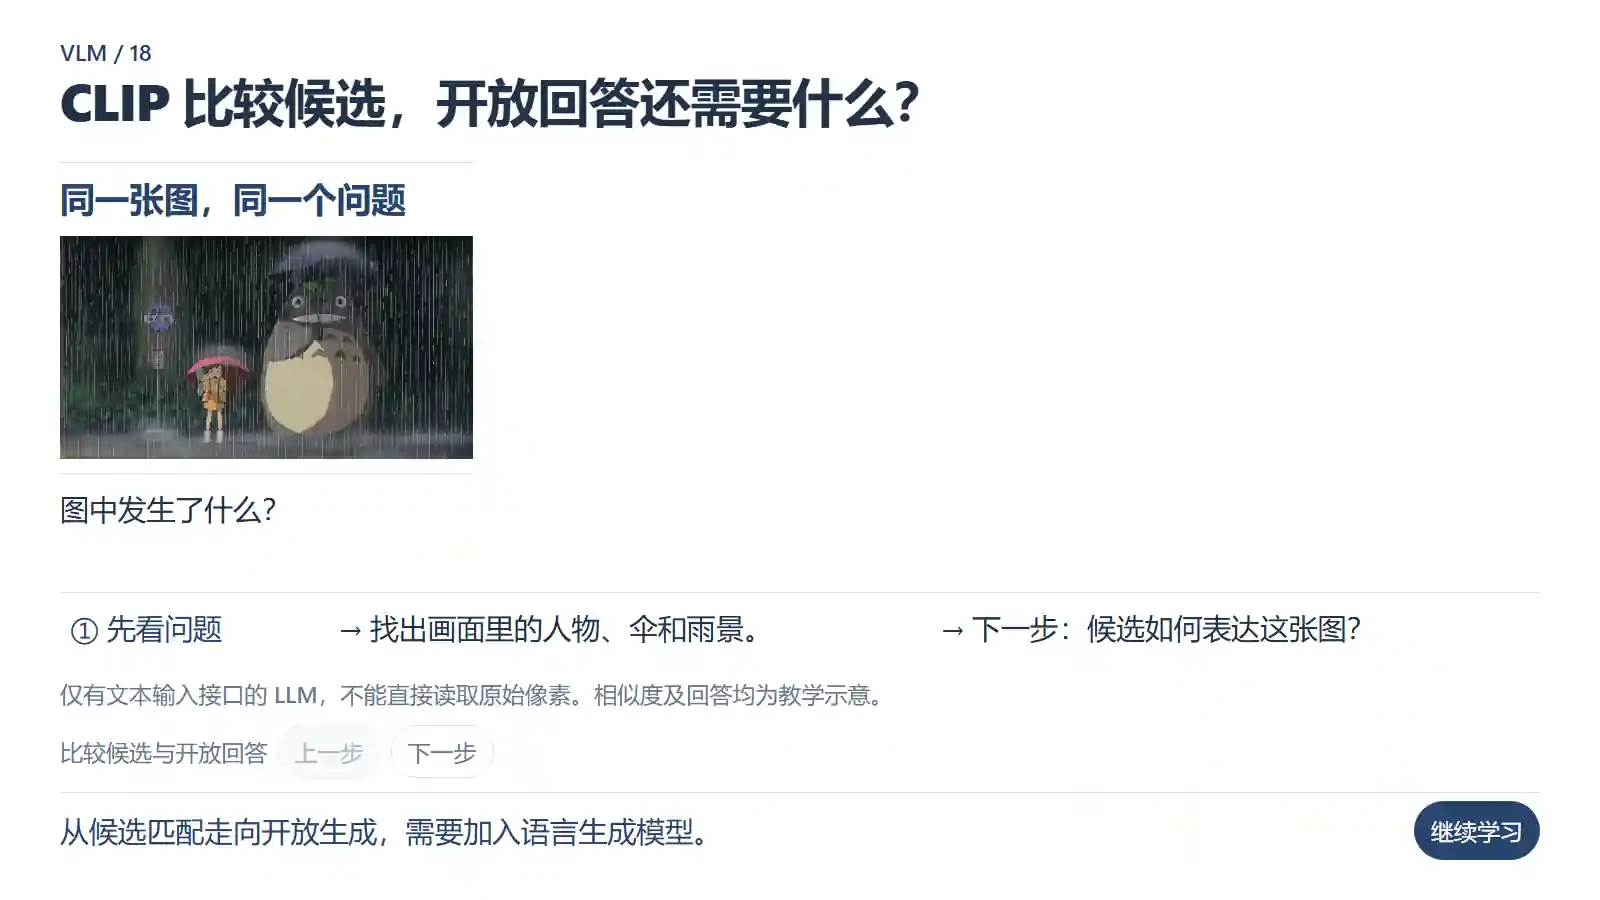 VLM / 18
CLIP 比较候选，开放回答还需要什么？
同一张图，同一个问题
图中发生了什么？
① 先看问题
→ 找出画面里的人物、伞和雨景。
→ 下一步：候选如何表达这张图？
仅有文本输入接口的 LLM，不能直接读取原始像素。相似度及回答均为教学示意。
比较候选与开放回答 上一步 下一步
从候选匹配走向开放生成，需要加入语言生成模型。
继续学习